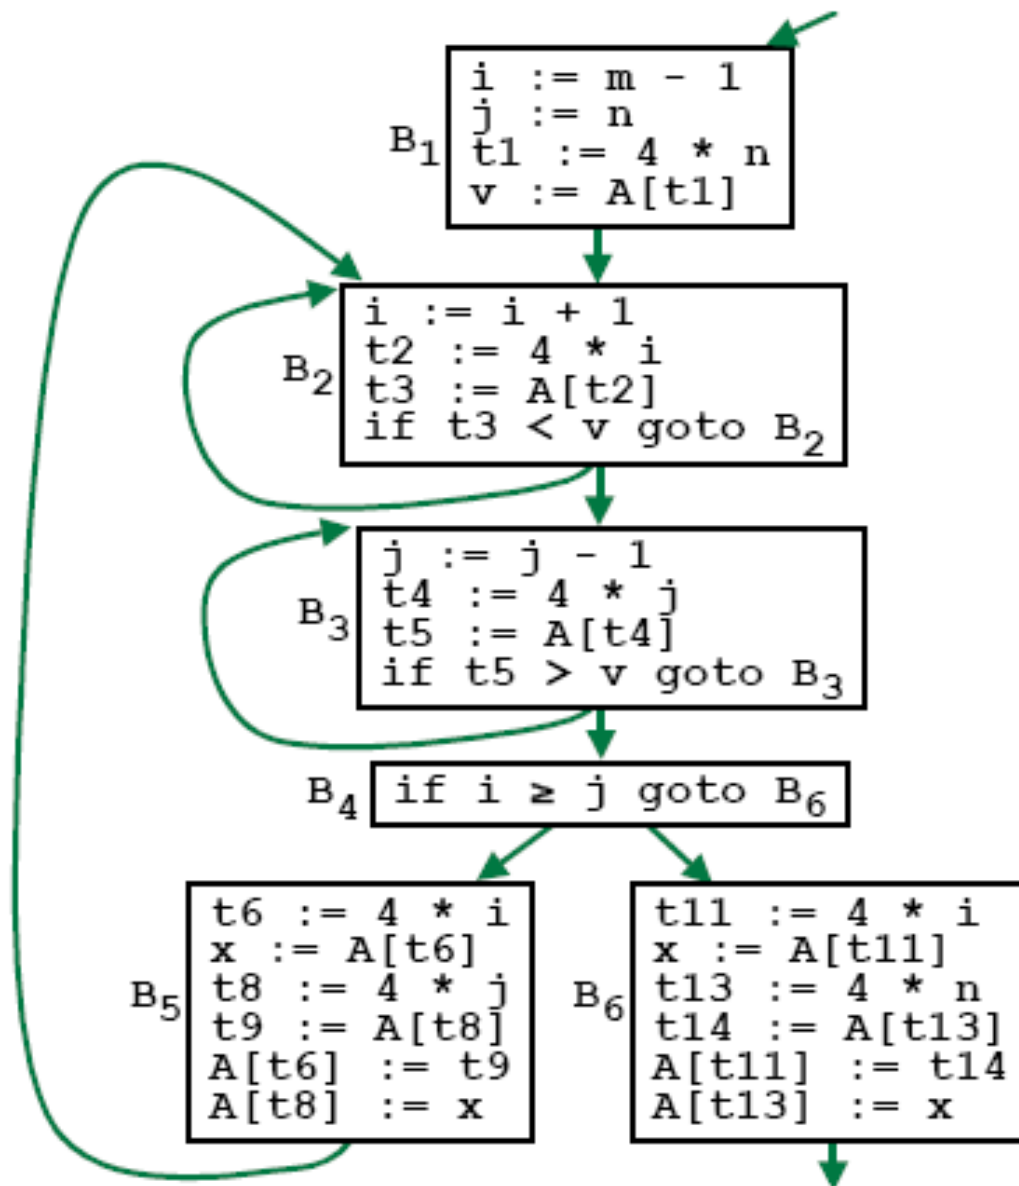 i := m - 1
j := n
B1
t1 := 4 * n
v := A[t1]
i := i + 1
t2 := 4 * i
B2
t3 := A[t2]
if t3 < v goto B2
j := j - 1
t4 := 4 * j
B3
t5 := A[t4]
if t5 > v goto B3
B4 if i ≥ j goto B6
t6 := 4 * i
x := A[t6]
B5
t8 := 4 * j
t9 := A[t8]
A[t6] := t9
A[t8] := x
t11 := 4 * i
x := A[t11]
B6
t13 := 4 * n
t14 := A[t13]
A[t11] := t14
A[t13] := x